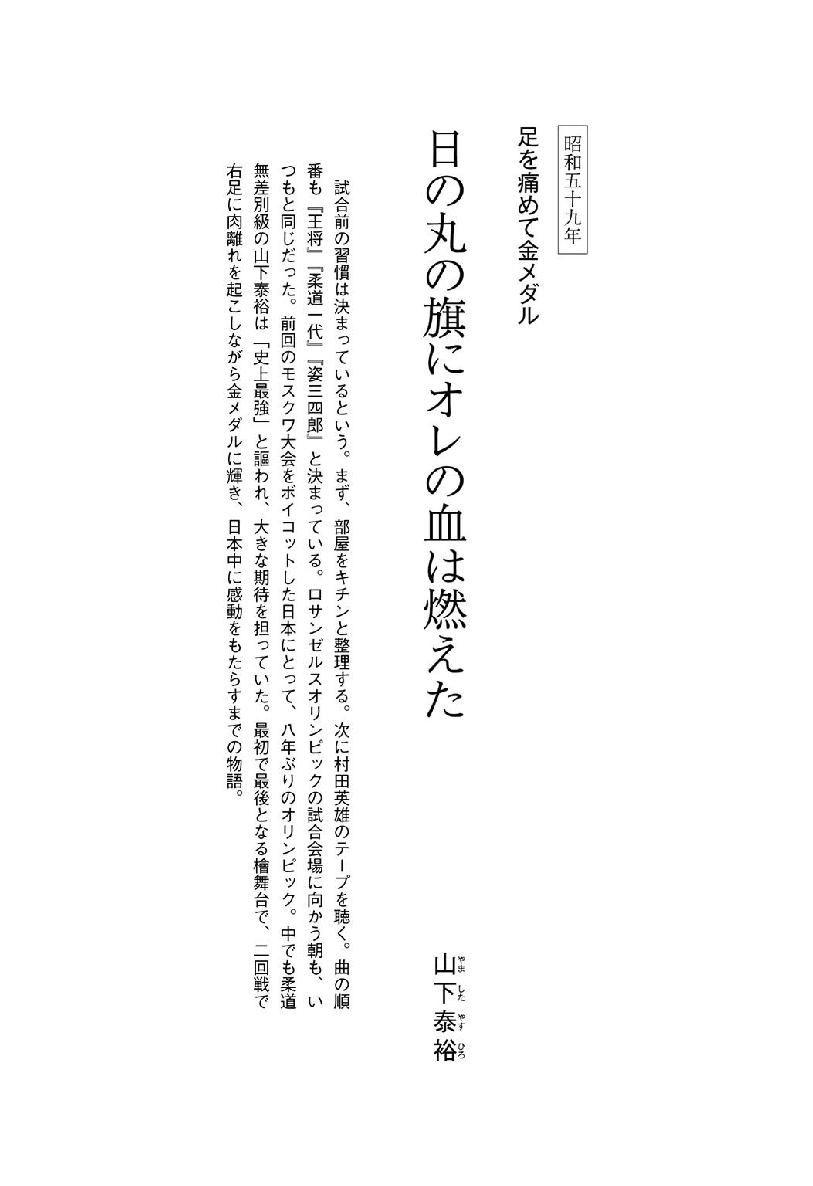 昭和五十九年
足を痛めて金メダル
日の丸の旗にオレの血は燃えた
山下泰裕
やましたやすひろ
試合前の習慣は決まっているという。まず、部屋をキチンと整理する。次に村田英雄のテープを聴く。曲の順
番も『王将』『柔道一代』『姿三四郎』と決まっている。ロサンゼルスオリンピックの試合会場に向かう朝も、い
つもと同じだった。前回のモスクワ大会をボイコットした日本にとって、八年ぶりのオリンピック。中でも柔道
無差別級の山下泰裕は「史上最強」と謳われ、大きな期待を担っていた。最初で最後となる檜舞台で、二回戦で
右足に肉離れを起こしながら金メダルに輝き、日本中に感動をもたらすまでの物語。